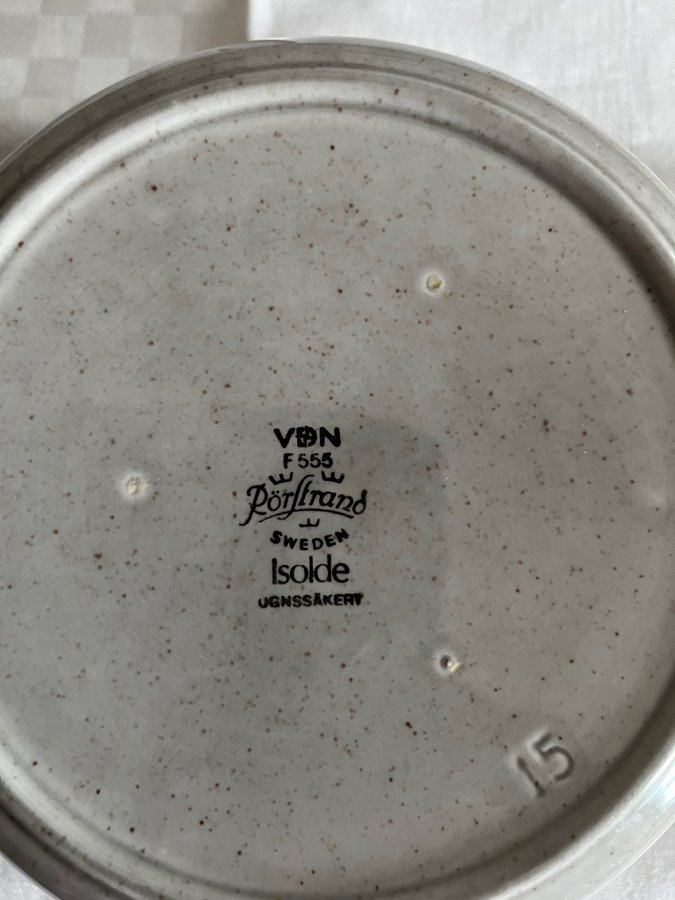 VDN
F 555
Rörstrand
SWEDEN
Isolde
UGNSSÄKERT
15